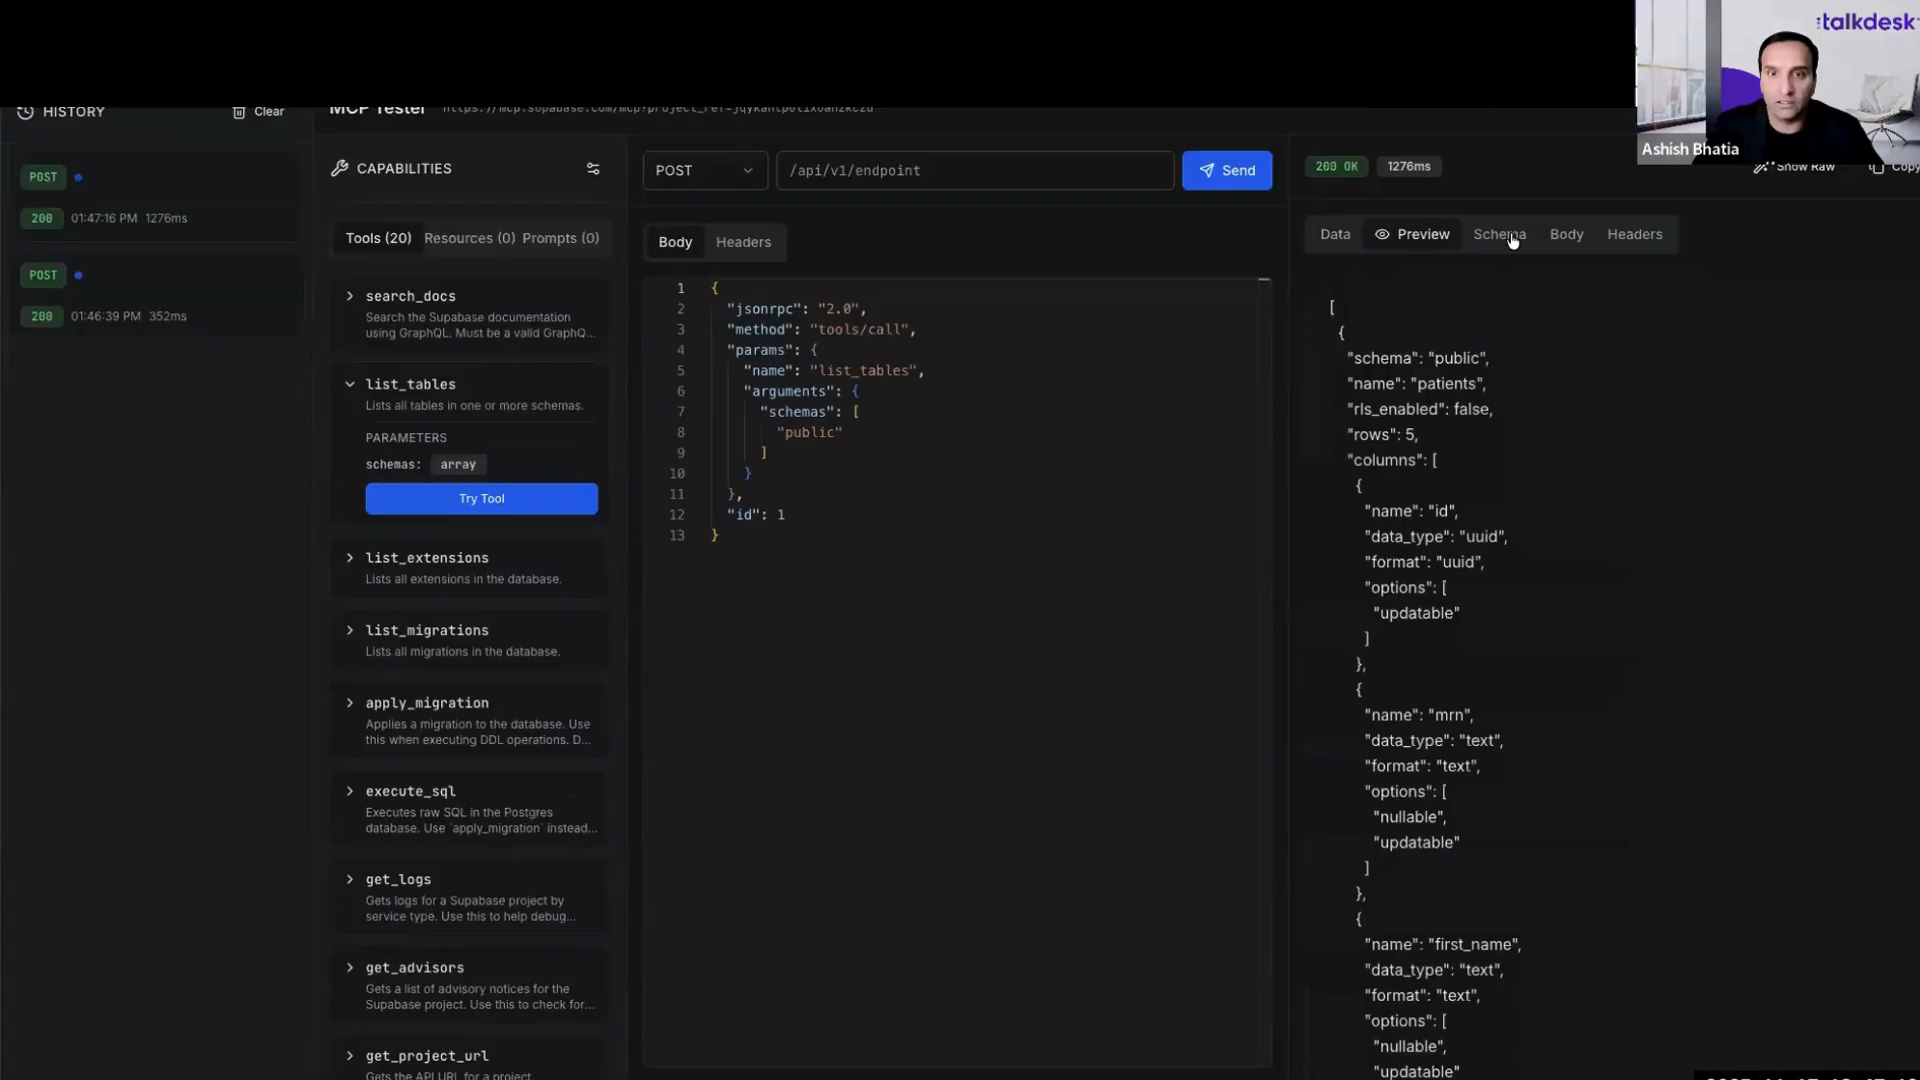 :talkdesk
Ashish Bhatia
HISTORY
Clear
POST
200 01:47:16 PM 1276ms
POST
200 01:46:39 PM 352ms
MCP Tester
CAPABILITIES
Tools (20) Resources (0) Prompts (0)
search_docs
Search the Supabase documentation
using GraphQL. Must be a valid GraphQ...
list_tables
Lists all tables in one or more schemas.
PARAMETERS
schemas: array
Try Tool
list_extensions
Lists all extensions in the database.
list_migrations
Lists all migrations in the database.
apply_migration
Applies a migration to the database. Use
this when executing DDL operations. D...
execute_sql
Executes raw SQL in the Postgres
database. Use `apply_migration` instead...
get_logs
Gets logs for a Supabase project by
service type. Use this to help debug...
get_advisors
Gets a list of advisory notices for the
Supabase project. Use this to check for...
get_project_url
Gets the API URL for a project.
POST
/api/v1/endpoint
Send
Body Headers
1 {
2 "jsonrpc": "2.0",
3 "method": "tools/call",
4 "params": {
5 "name": "list_tables",
6 "arguments": {
7 "schemas": [
8 "public"
9 ]
10 }
11 },
12 "id": 1
13 }
200 OK 1276ms
Show Raw
Copy
Data Preview Schema Body Headers
[
{
"schema": "public",
"name": "patients",
"rls_enabled": false,
"rows": 5,
"columns": [
{
"name": "id",
"data_type": "uuid",
"format": "uuid",
"options": [
"updatable"
]
},
{
"name": "mrn",
"data_type": "text",
"format": "text",
"options": [
"nullable",
"updatable"
]
},
{
"name": "first_name",
"data_type": "text",
"format": "text",
"options": [
"nullable",
"updatable"